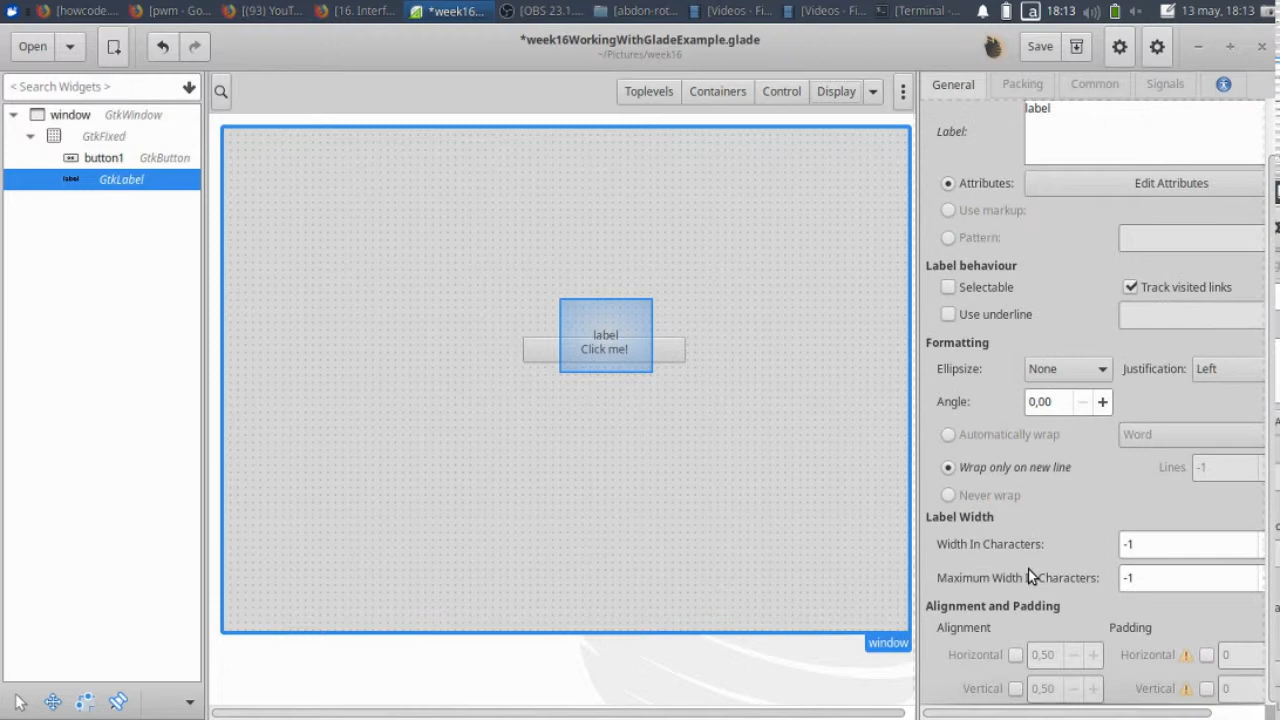 [howcode....
[pwm - Go...
[(93) YouT...
[16. Interf...
*week16...
[OBS 23.1....
[abdon-rot...
[Videos - Fi...
[Videos - Fi...
[Terminal -...
a
18:13
13 may, 18:13
Open
*week16WorkingWithGladeExample.glade
~/Pictures/week16
Save
< Search Widgets >
Toplevels
Containers
Control
Display
General
Packing
Common
Signals
window GtkWindow
GtkFixed
button1 GtkButton
label GtkLabel
label
Click me!
window
Label:
label
Attributes:
Edit Attributes
Use markup:
Pattern:
Label behaviour
Selectable
Track visited links
Use underline
Formatting
Ellipsize:
None
Justification:
Left
Angle:
0,00
Automatically wrap
Word
Wrap only on new line
Lines
-1
Never wrap
Label Width
Width In Characters:
-1
Maximum Width Characters:
-1
Alignment and Padding
Alignment
Padding
Horizontal
0,50
Horizontal
0
Vertical
0,50
Vertical
0